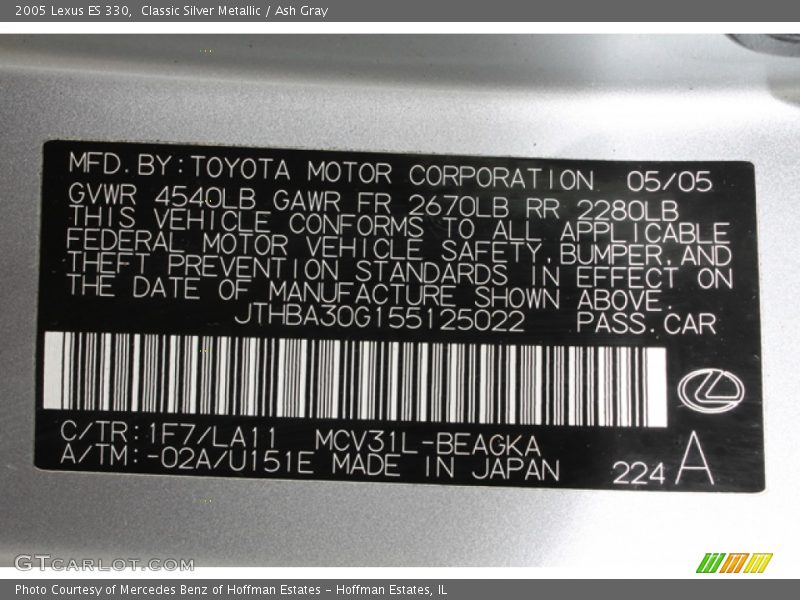 2005 Lexus ES 330,  Classic Silver Metallic / Ash Gray
MFD.BY:TOYOTA MOTOR CORPORATION 05/05
GVWR 4540LB GAWR FR 2670LB RR 2280LB
THIS VEHICLE CONFORMS TO ALL APPLICABLE
FEDERAL MOTOR VEHICLE SAFETY,BUMPER,AND
THEFT PREVENTION STANDARDS IN EFFECT ON
THE DATE OF MANUFACTURE SHOWN ABOVE.
JTHBA30G155125022 PASS.CAR
C/TR:1F7/LA11 MCV31L-BEAGKA
A/TM:-02A/U151E MADE IN JAPAN 224 A
GTCARLOT.COM
Photo Courtesy of Mercedes Benz of Hoffman Estates - Hoffman Estates, IL